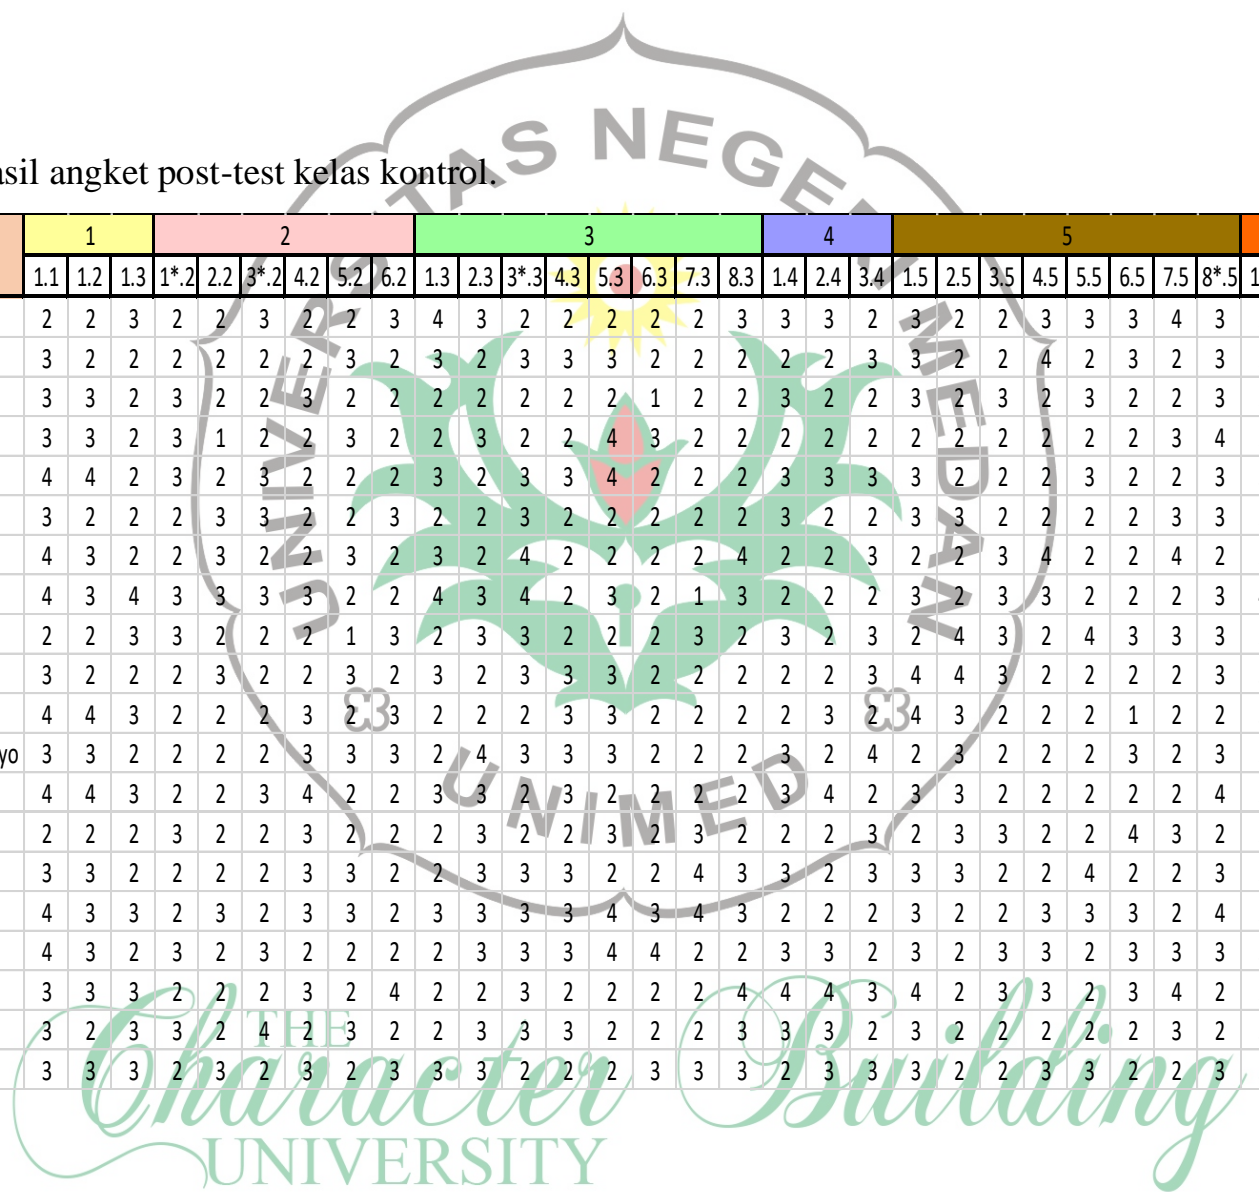 UNIVERSITAS NEGERI MEDAN
asil angket post-test kelas kontrol.
1 2 3 4 5
1.1 1.2 1.3 1*.2 2.2 3*.2 4.2 5.2 6.2 1.3 2.3 3*.3 4.3 5.3 6.3 7.3 8.3 1.4 2.4 3.4 1.5 2.5 3.5 4.5 5.5 6.5 7.5 8*.5 1
2 2 3 2 2 3 2 2 3 4 3 2 2 2 2 2 3 3 3 2 3 2 2 3 3 3 4 3
3 2 2 2 2 2 2 3 2 3 2 3 3 3 2 2 2 2 2 3 3 2 2 4 2 3 2 3
3 3 2 3 2 2 3 2 2 2 2 2 2 2 1 2 2 3 2 2 3 2 3 2 3 2 2 3
3 3 2 3 1 2 2 3 2 2 3 2 2 4 3 2 2 2 2 2 2 2 2 2 2 2 3 4
4 4 2 3 2 3 2 2 2 3 2 3 3 4 2 2 2 3 3 3 3 2 2 2 3 2 2 3
3 2 2 2 3 3 2 2 3 2 2 3 2 2 2 2 2 3 2 2 3 3 2 2 2 2 3 3
4 3 2 2 3 2 2 3 2 3 2 4 2 2 2 2 4 2 2 3 2 2 3 4 2 2 4 2
4 3 4 3 3 3 3 2 2 4 3 4 2 3 2 1 3 2 2 2 3 2 3 3 2 2 2 3
2 2 3 3 2 2 2 1 3 2 3 3 2 2 2 3 2 3 2 3 2 4 3 2 4 3 3 3
3 2 2 2 3 2 2 3 2 3 2 3 3 3 2 2 2 2 2 3 4 4 3 2 2 2 2 3
4 4 3 2 2 2 3 2 3 2 2 2 3 3 2 2 2 2 3 2 4 3 2 2 2 1 2 2
yo 3 3 2 2 2 2 3 3 3 2 4 3 3 3 2 2 2 3 2 4 2 3 2 2 2 3 2 3
4 4 3 2 2 3 4 2 2 3 3 2 3 2 2 2 2 3 4 2 3 3 2 2 2 2 2 4
2 2 2 3 2 2 3 2 2 2 3 2 2 3 2 3 2 2 2 3 2 3 3 2 2 4 3 2
3 3 2 2 2 2 3 3 2 2 3 3 3 2 2 4 3 3 2 3 3 3 2 2 4 2 2 3
4 3 3 2 3 2 3 3 2 3 3 3 3 4 3 4 3 2 2 2 3 2 2 3 3 3 2 4
4 3 2 3 2 3 2 2 2 2 3 3 3 4 4 2 2 3 3 2 3 2 3 3 2 3 3 3
3 3 3 2 2 2 3 2 4 2 2 3 2 2 2 2 4 4 4 3 4 2 3 3 2 3 4 2
3 2 3 3 2 4 2 3 2 2 3 3 3 2 2 2 3 3 3 2 3 2 2 2 2 2 3 2
3 3 3 2 3 2 3 2 3 3 3 2 2 2 3 3 3 2 3 3 3 2 2 3 3 2 2 3
UNIMED
THE
Character Building
UNIVERSITY